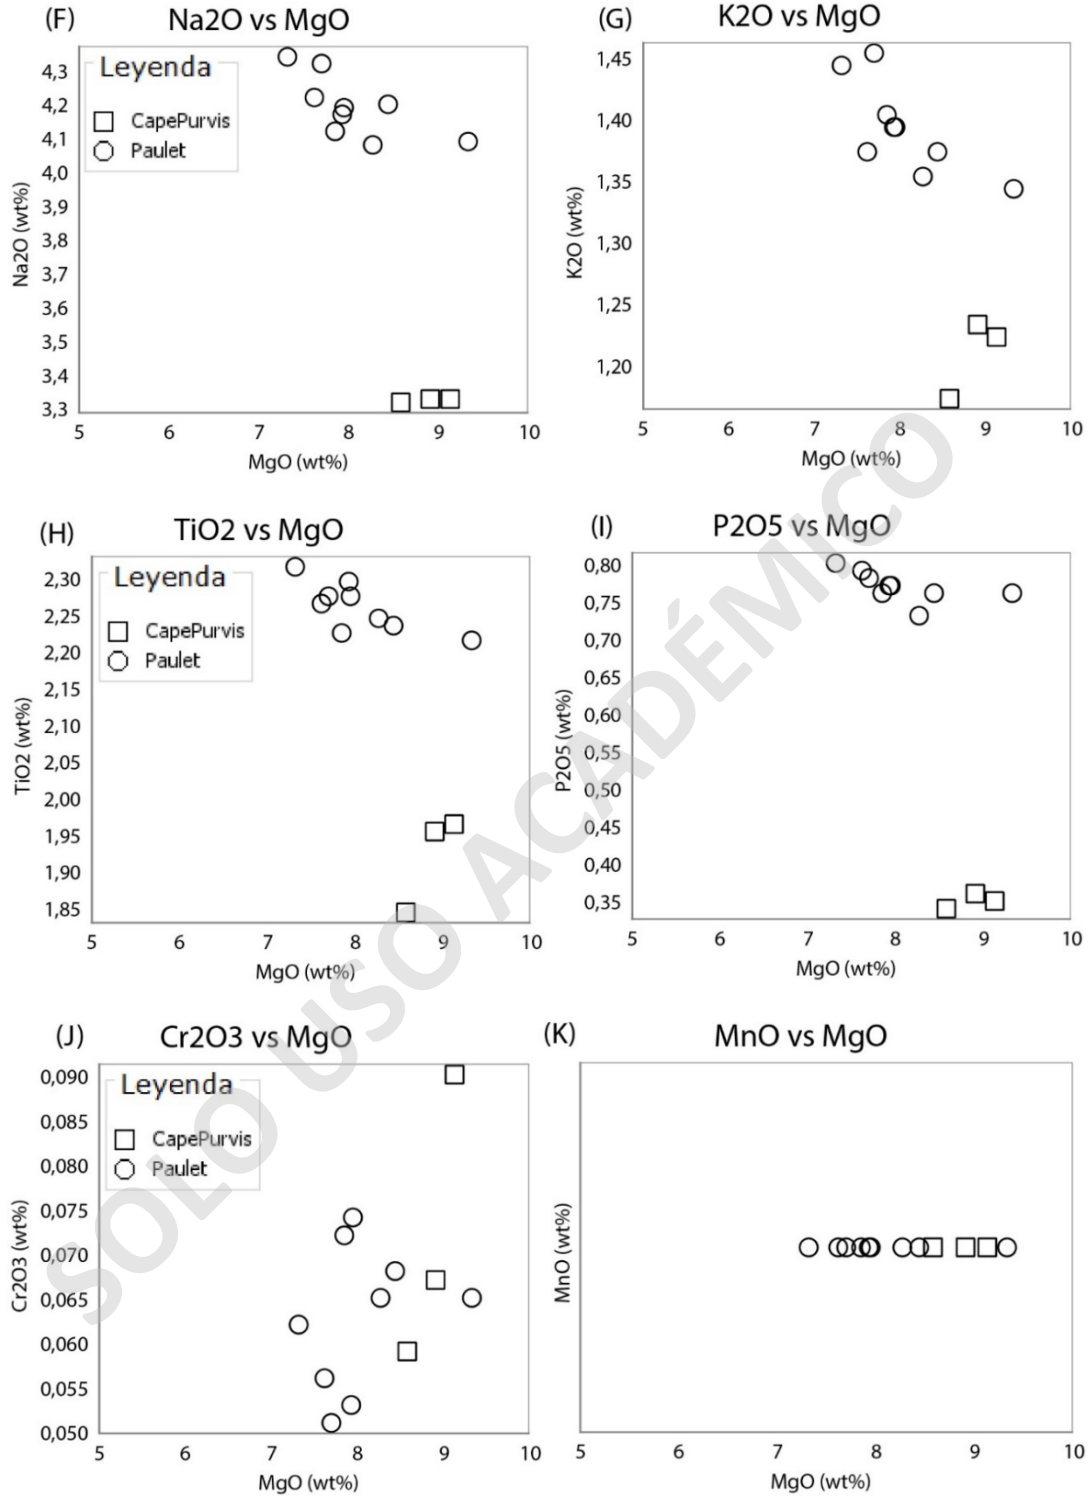 (F) Na2O vs MgO
Leyenda
CapePurvis
Paulet
4,3
4,2
4,1
4,0
3,9
3,8
3,7
3,6
3,5
3,4
3,3
Na2O (wt%)
5 6 7 8 9 10
MgO (wt%)
(G) K2O vs MgO
1,45
1,40
1,35
1,30
1,25
1,20
K2O (wt%)
5 6 7 8 9 10
MgO (wt%)
(H) TiO2 vs MgO
Leyenda
CapePurvis
Paulet
2,30
2,25
2,20
2,15
2,10
2,05
2,00
1,95
1,90
1,85
TiO2 (wt%)
5 6 7 8 9 10
MgO (wt%)
(I) P2O5 vs MgO
0,80
0,75
0,70
0,65
0,60
0,55
0,50
0,45
0,40
0,35
P2O5 (wt%)
5 6 7 8 9 10
MgO (wt%)
(J) Cr2O3 vs MgO
Leyenda
CapePurvis
Paulet
0,090
0,085
0,080
0,075
0,070
0,065
0,060
0,055
0,050
Cr2O3 (wt%)
5 6 7 8 9 10
MgO (wt%)
(K) MnO vs MgO
MnO (wt%)
5 6 7 8 9 10
MgO (wt%)
SOLO USO ACADÉMICO